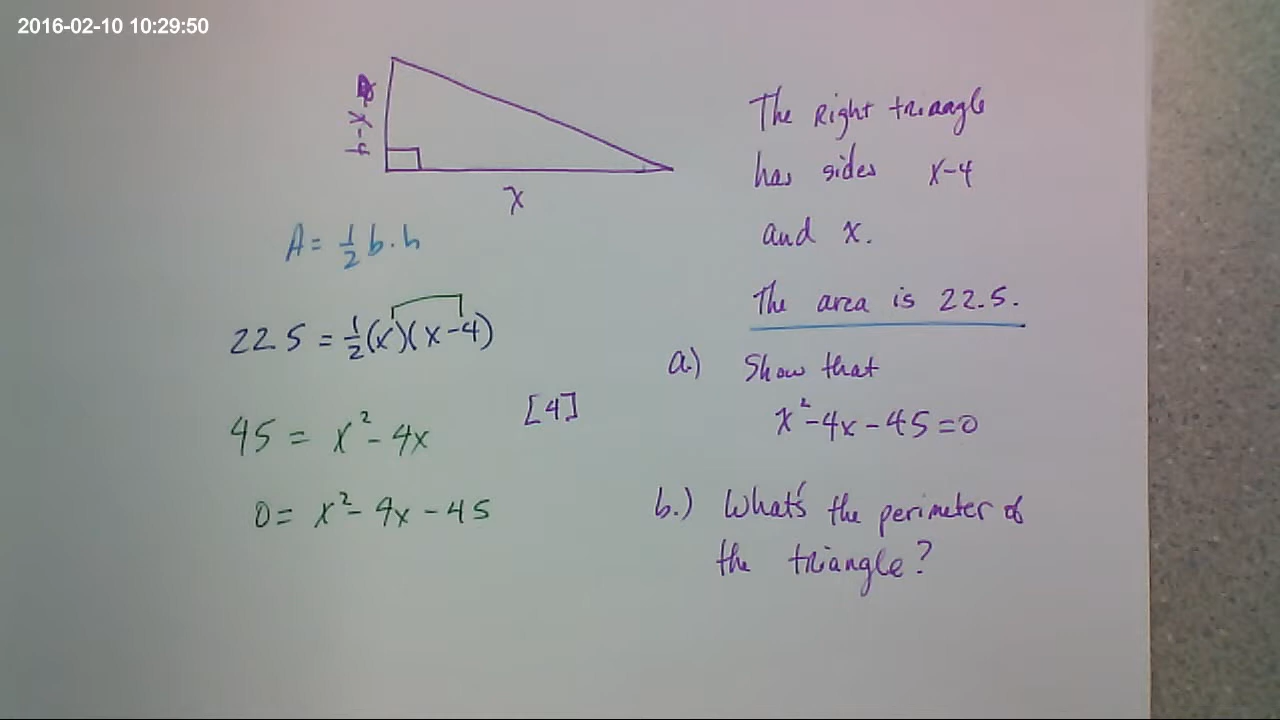 2016-02-10 10:29:50
x-4
x
A = 1/2 b·h
22.5 = 1/2(x)(x-4)
45 = x²-4x
[4]
0 = x²-4x-45
The Right triangle
has sides x-4
and x.
The area is 22.5.
a.) Show that
x²-4x-45=0
b.) What's the perimeter of
the triangle?